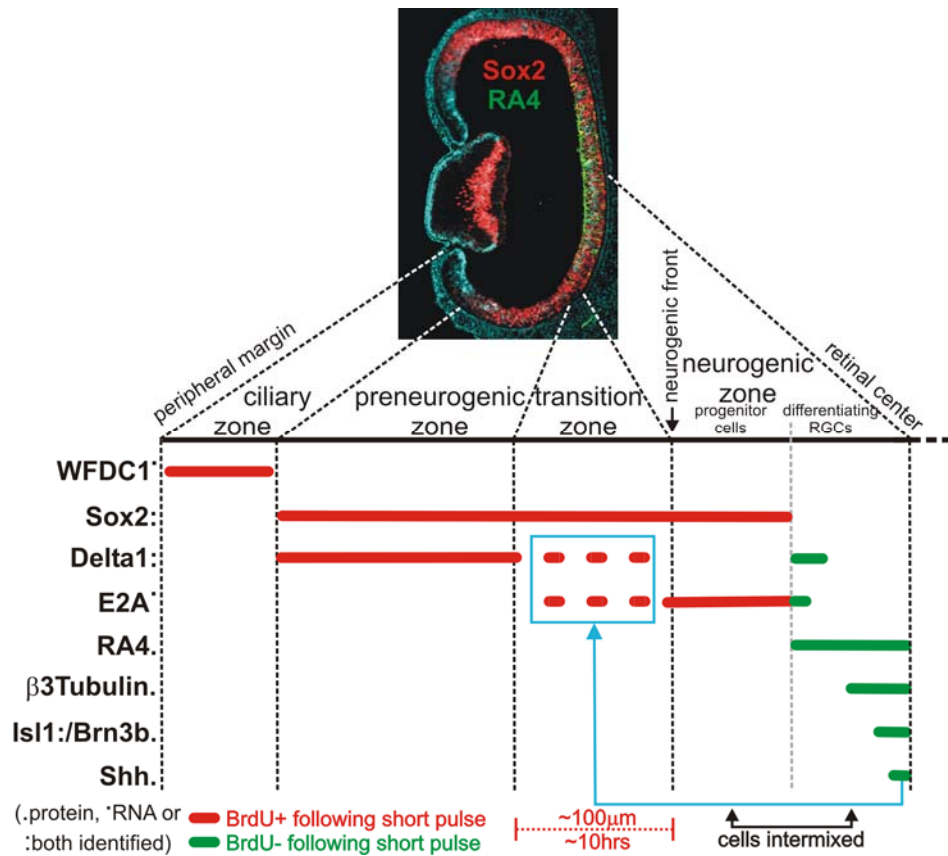 Sox2
RA4
peripheral margin
ciliary
zone
preneurogenic
zone
transition
zone
neurogenic front
neurogenic
zone
progenitor
cells
differentiating
RGCs
retinal center
WFDC1˙
Sox2:
Delta1:
E2A˙
RA4.
β3Tubulin.
Isl1:/Brn3b.
Shh.
(.protein, ˙RNA or
:both identified)
BrdU+ following short pulse
BrdU- following short pulse
~100µm
~10hrs
cells intermixed